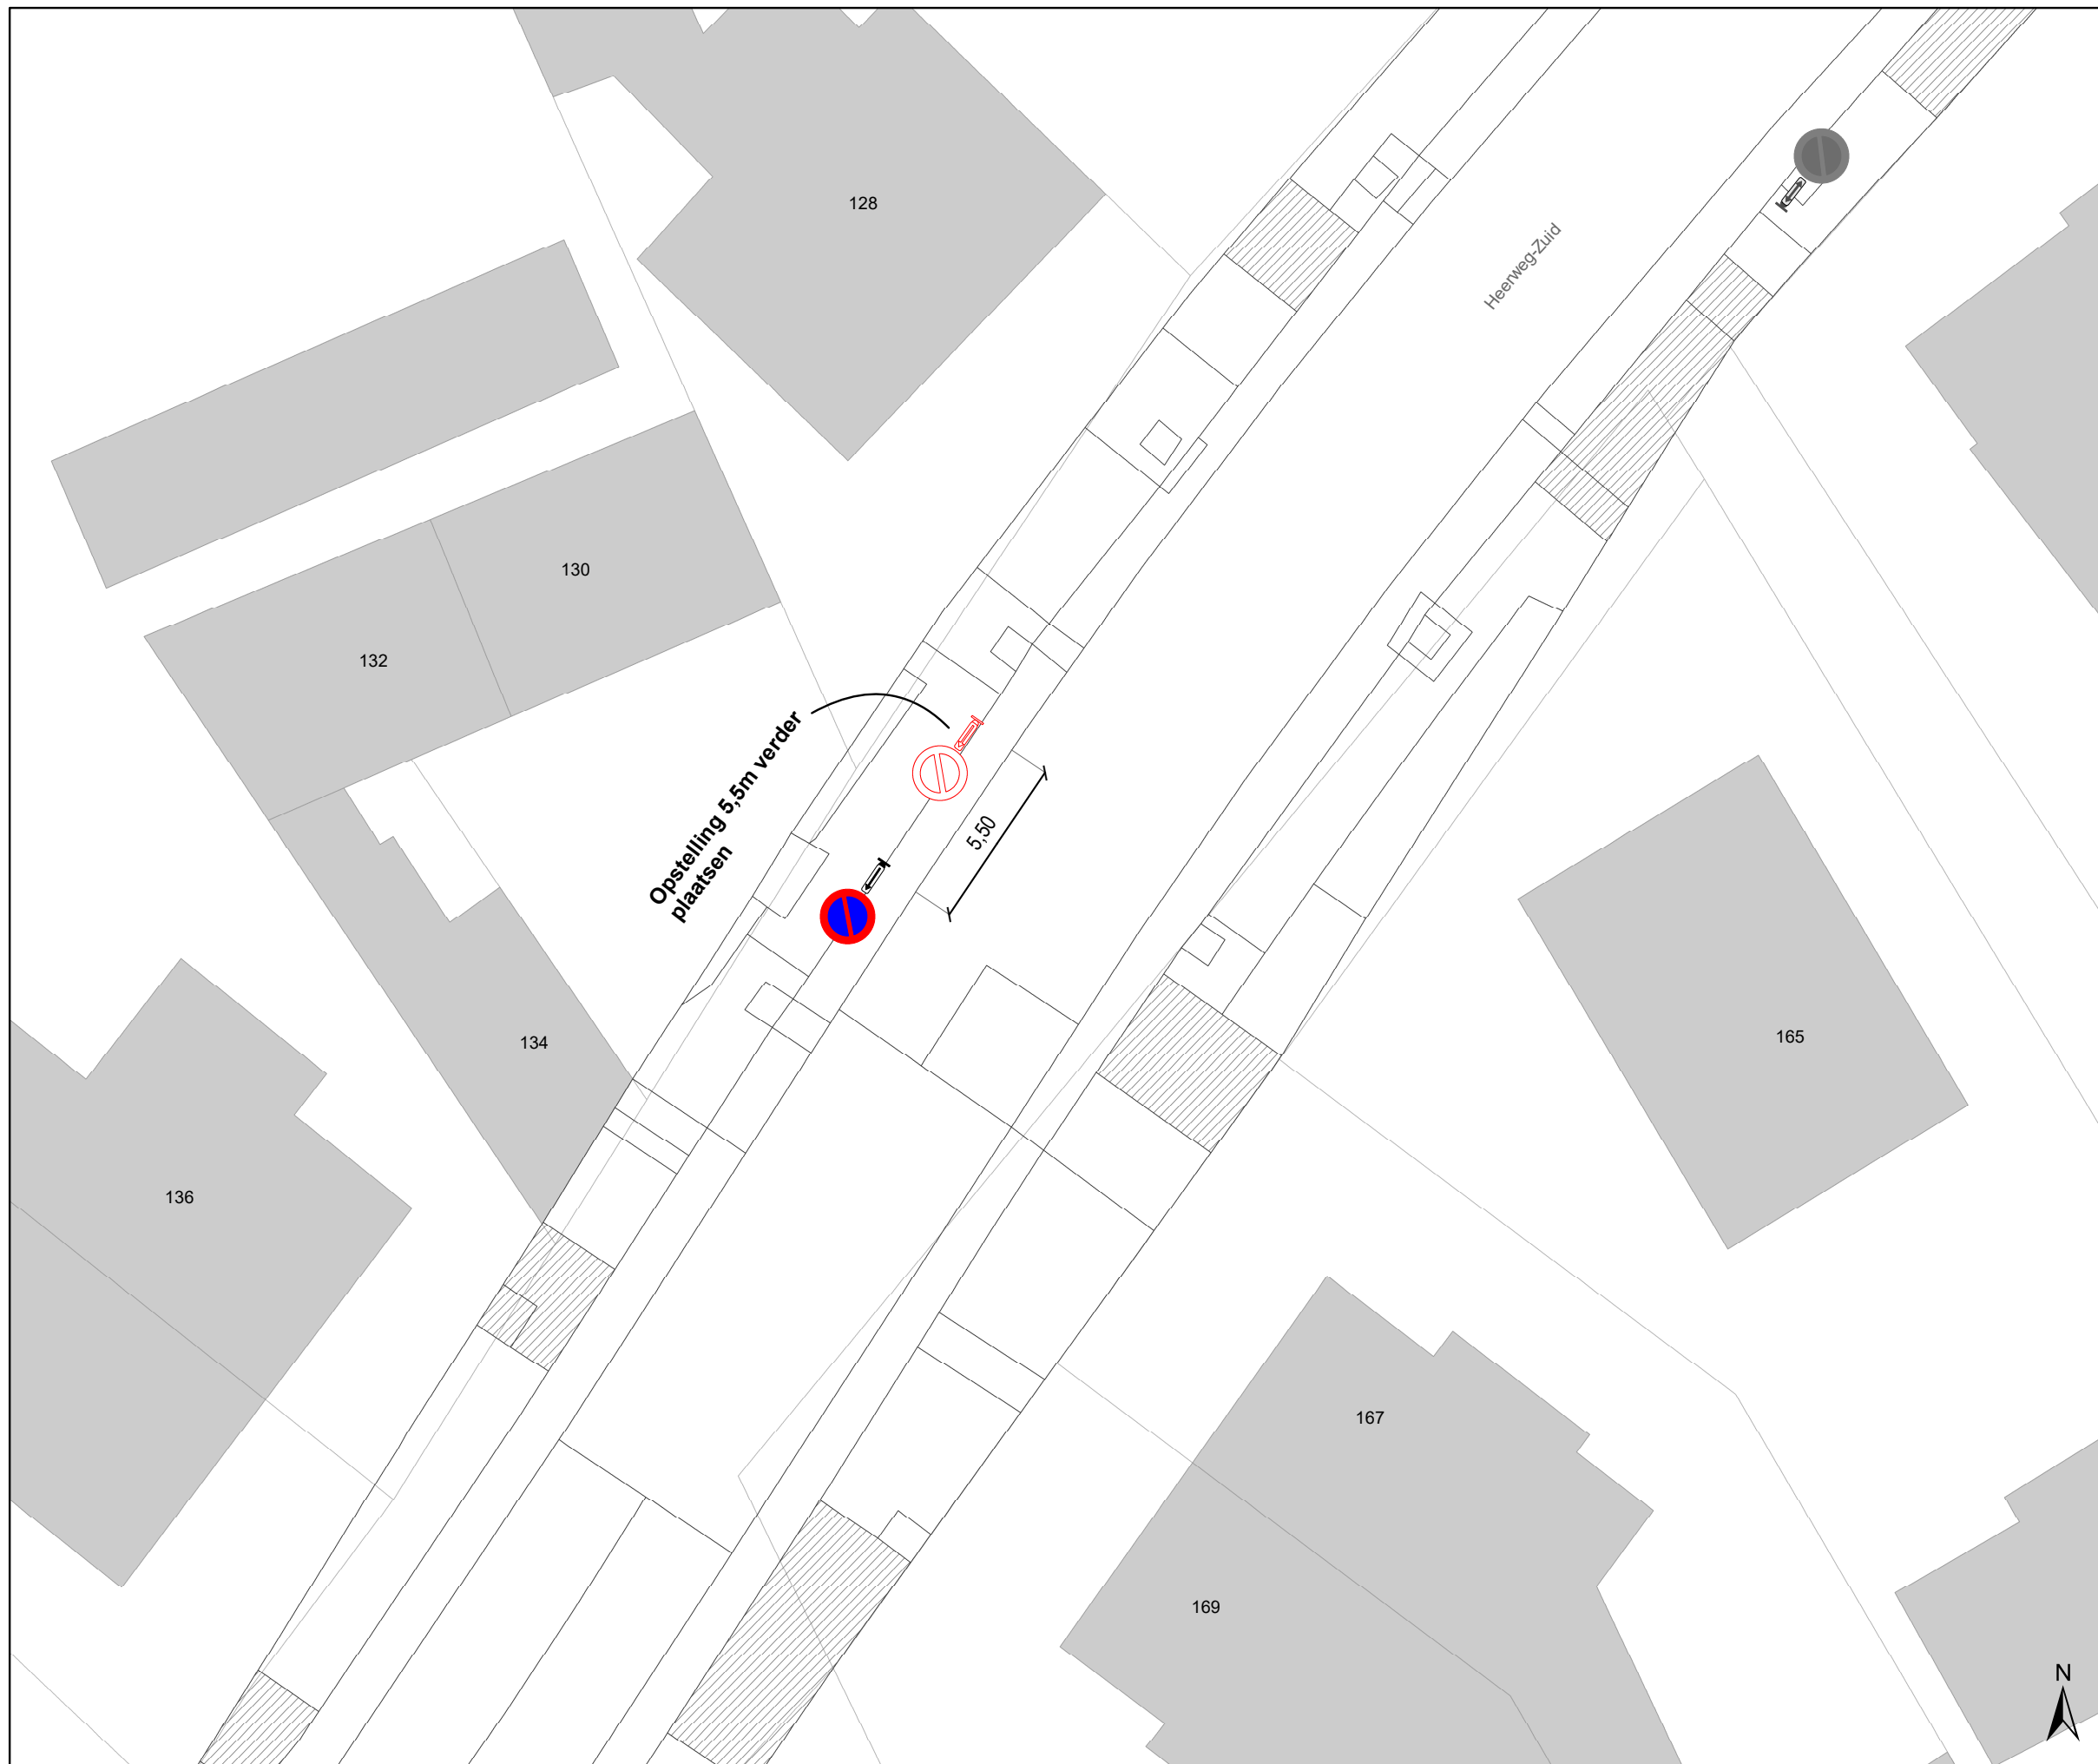 128
Heerweg-Zuid
130
132
Opstelling 5,5m verder
plaatsen
5,50
134
165
136
167
169
N